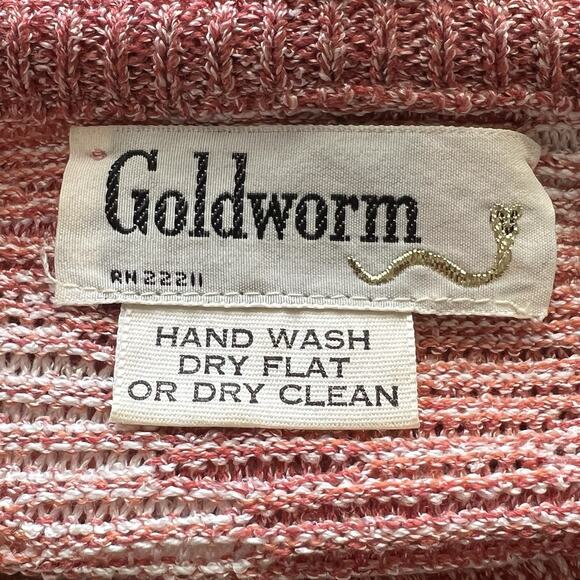 Goldworm
RN 22211
HAND WASH
DRY FLAT
OR DRY CLEAN